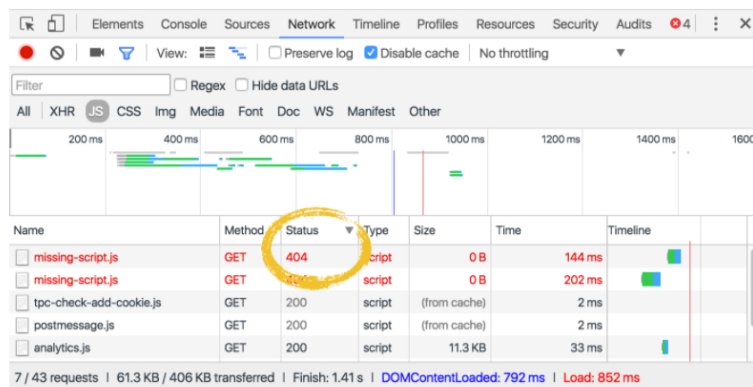 Elements Console Sources Network Timeline Profiles Resources Security Audits 4
View: Preserve log Disable cache No throttling
Filter Regex Hide data URLs
All XHR JS CSS Img Media Font Doc WS Manifest Other
200 ms 400 ms 600 ms 800 ms 1000 ms 1200 ms 1400 ms 1600
Name Method Status Type Size Time Timeline
missing-script.js GET 404 script 0 B 144 ms
missing-script.js GET script 0 B 202 ms
tpc-check-add-cookie.js GET 200 script (from cache) 2 ms
postmessage.js GET 200 script (from cache) 2 ms
analytics.js GET 200 script 11.3 KB 33 ms
7 / 43 requests | 61.3 KB / 406 KB transferred | Finish: 1.41 s | DOMContentLoaded: 792 ms | Load: 852 ms